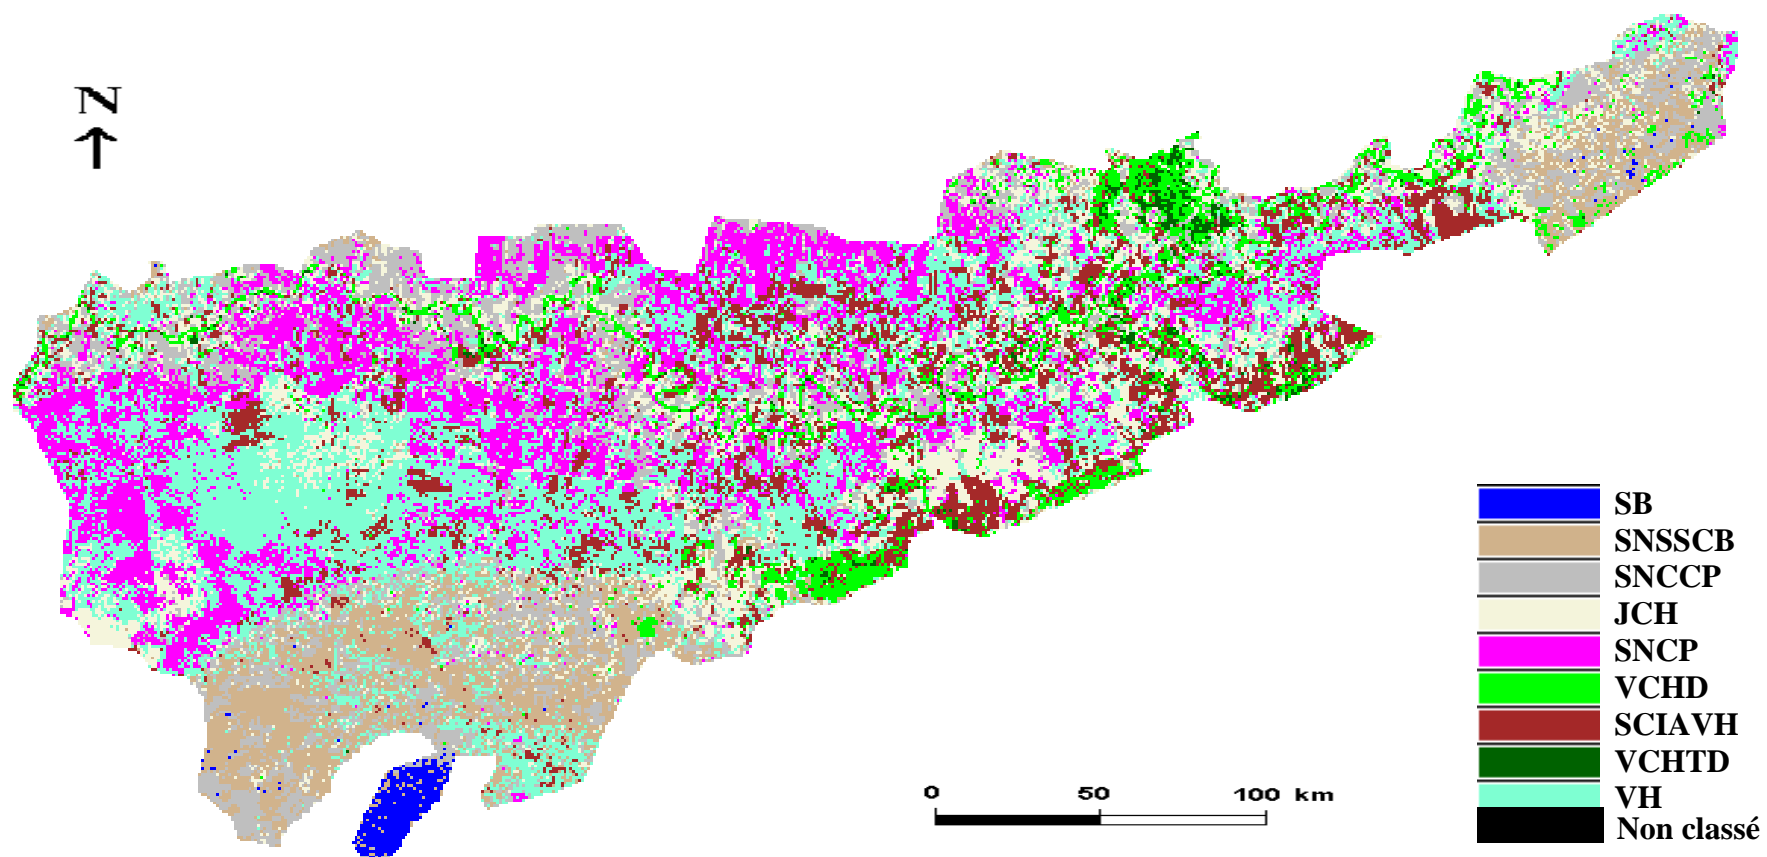 N
SB
SNSSCB
SNCCP
JCH
SNCP
VCHD
SCIAVH
VCHTD
VH
Non classé
0 50 100 km